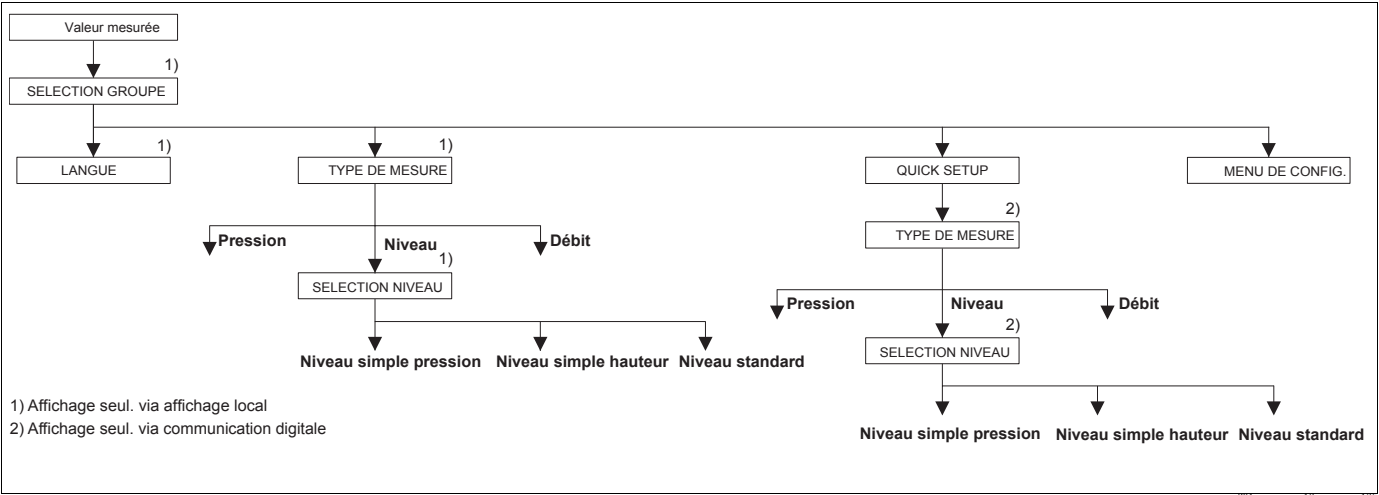 Valeur mesurée
1)
SELECTION GROUPE
1)
LANGUE
1)
TYPE DE MESURE
QUICK SETUP
MENU DE CONFIG.
2)
TYPE DE MESURE
Pression
Niveau
Débit
1)
SELECTION NIVEAU
Pression
Niveau
Débit
2)
SELECTION NIVEAU
Niveau simple pression
Niveau simple hauteur
Niveau standard
1) Affichage seul. via affichage local
2) Affichage seul. via communication digitale
Niveau simple pression
Niveau simple hauteur
Niveau standard